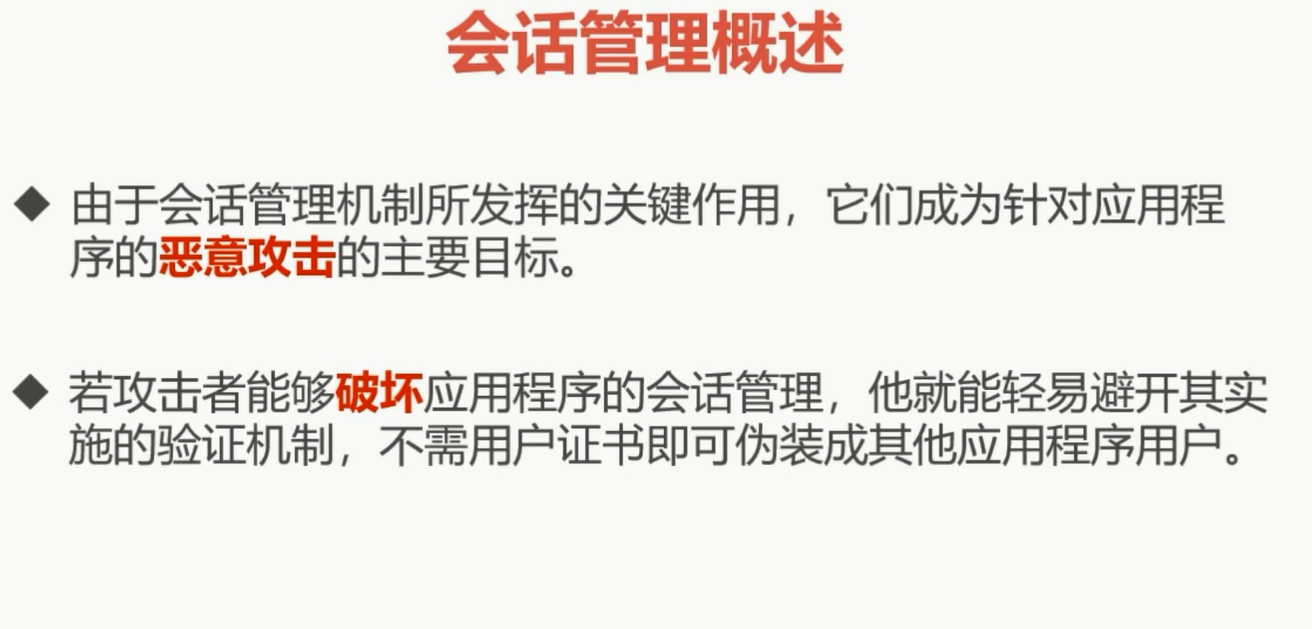 会话管理概述
◆ 由于会话管理机制所发挥的关键作用，它们成为针对应用程
序的恶意攻击的主要目标。
◆ 若攻击者能够破坏应用程序的会话管理，他就能轻易避开其实
施的验证机制，不需用户证书即可伪装成其他应用程序用户。